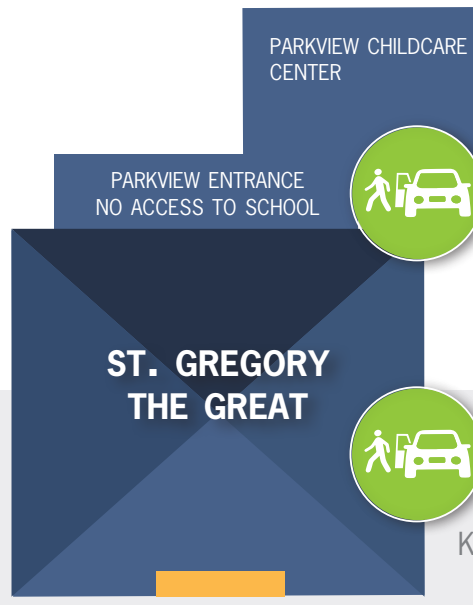 PARKVIEW CHILDCARE
CENTER
PARKVIEW ENTRANCE
NO ACCESS TO SCHOOL
ST. GREGORY
THE GREAT
K